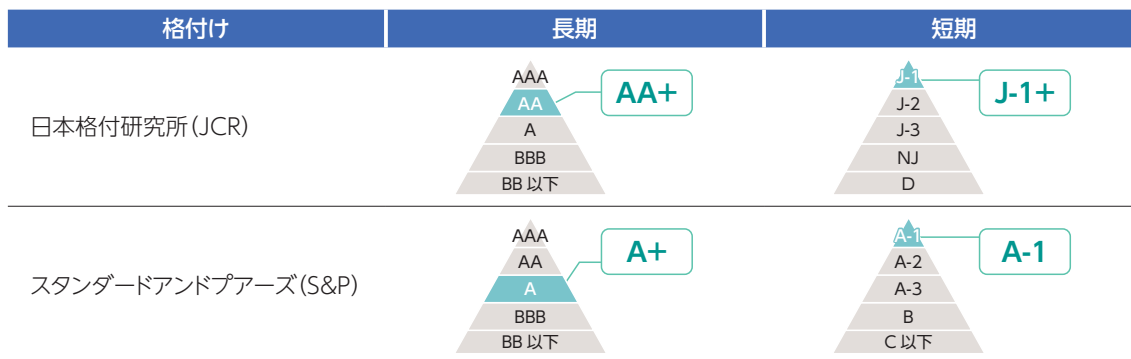 格付け 長期 短期
日本格付研究所(JCR)
AAA
AA
A
BBB
BB 以下
AA+
J-1
J-2
J-3
NJ
D
J-1+
スタンダードアンドプアーズ(S&P)
AAA
AA
A
BBB
BB 以下
A+
A-1
A-2
A-3
B
C 以下
A-1